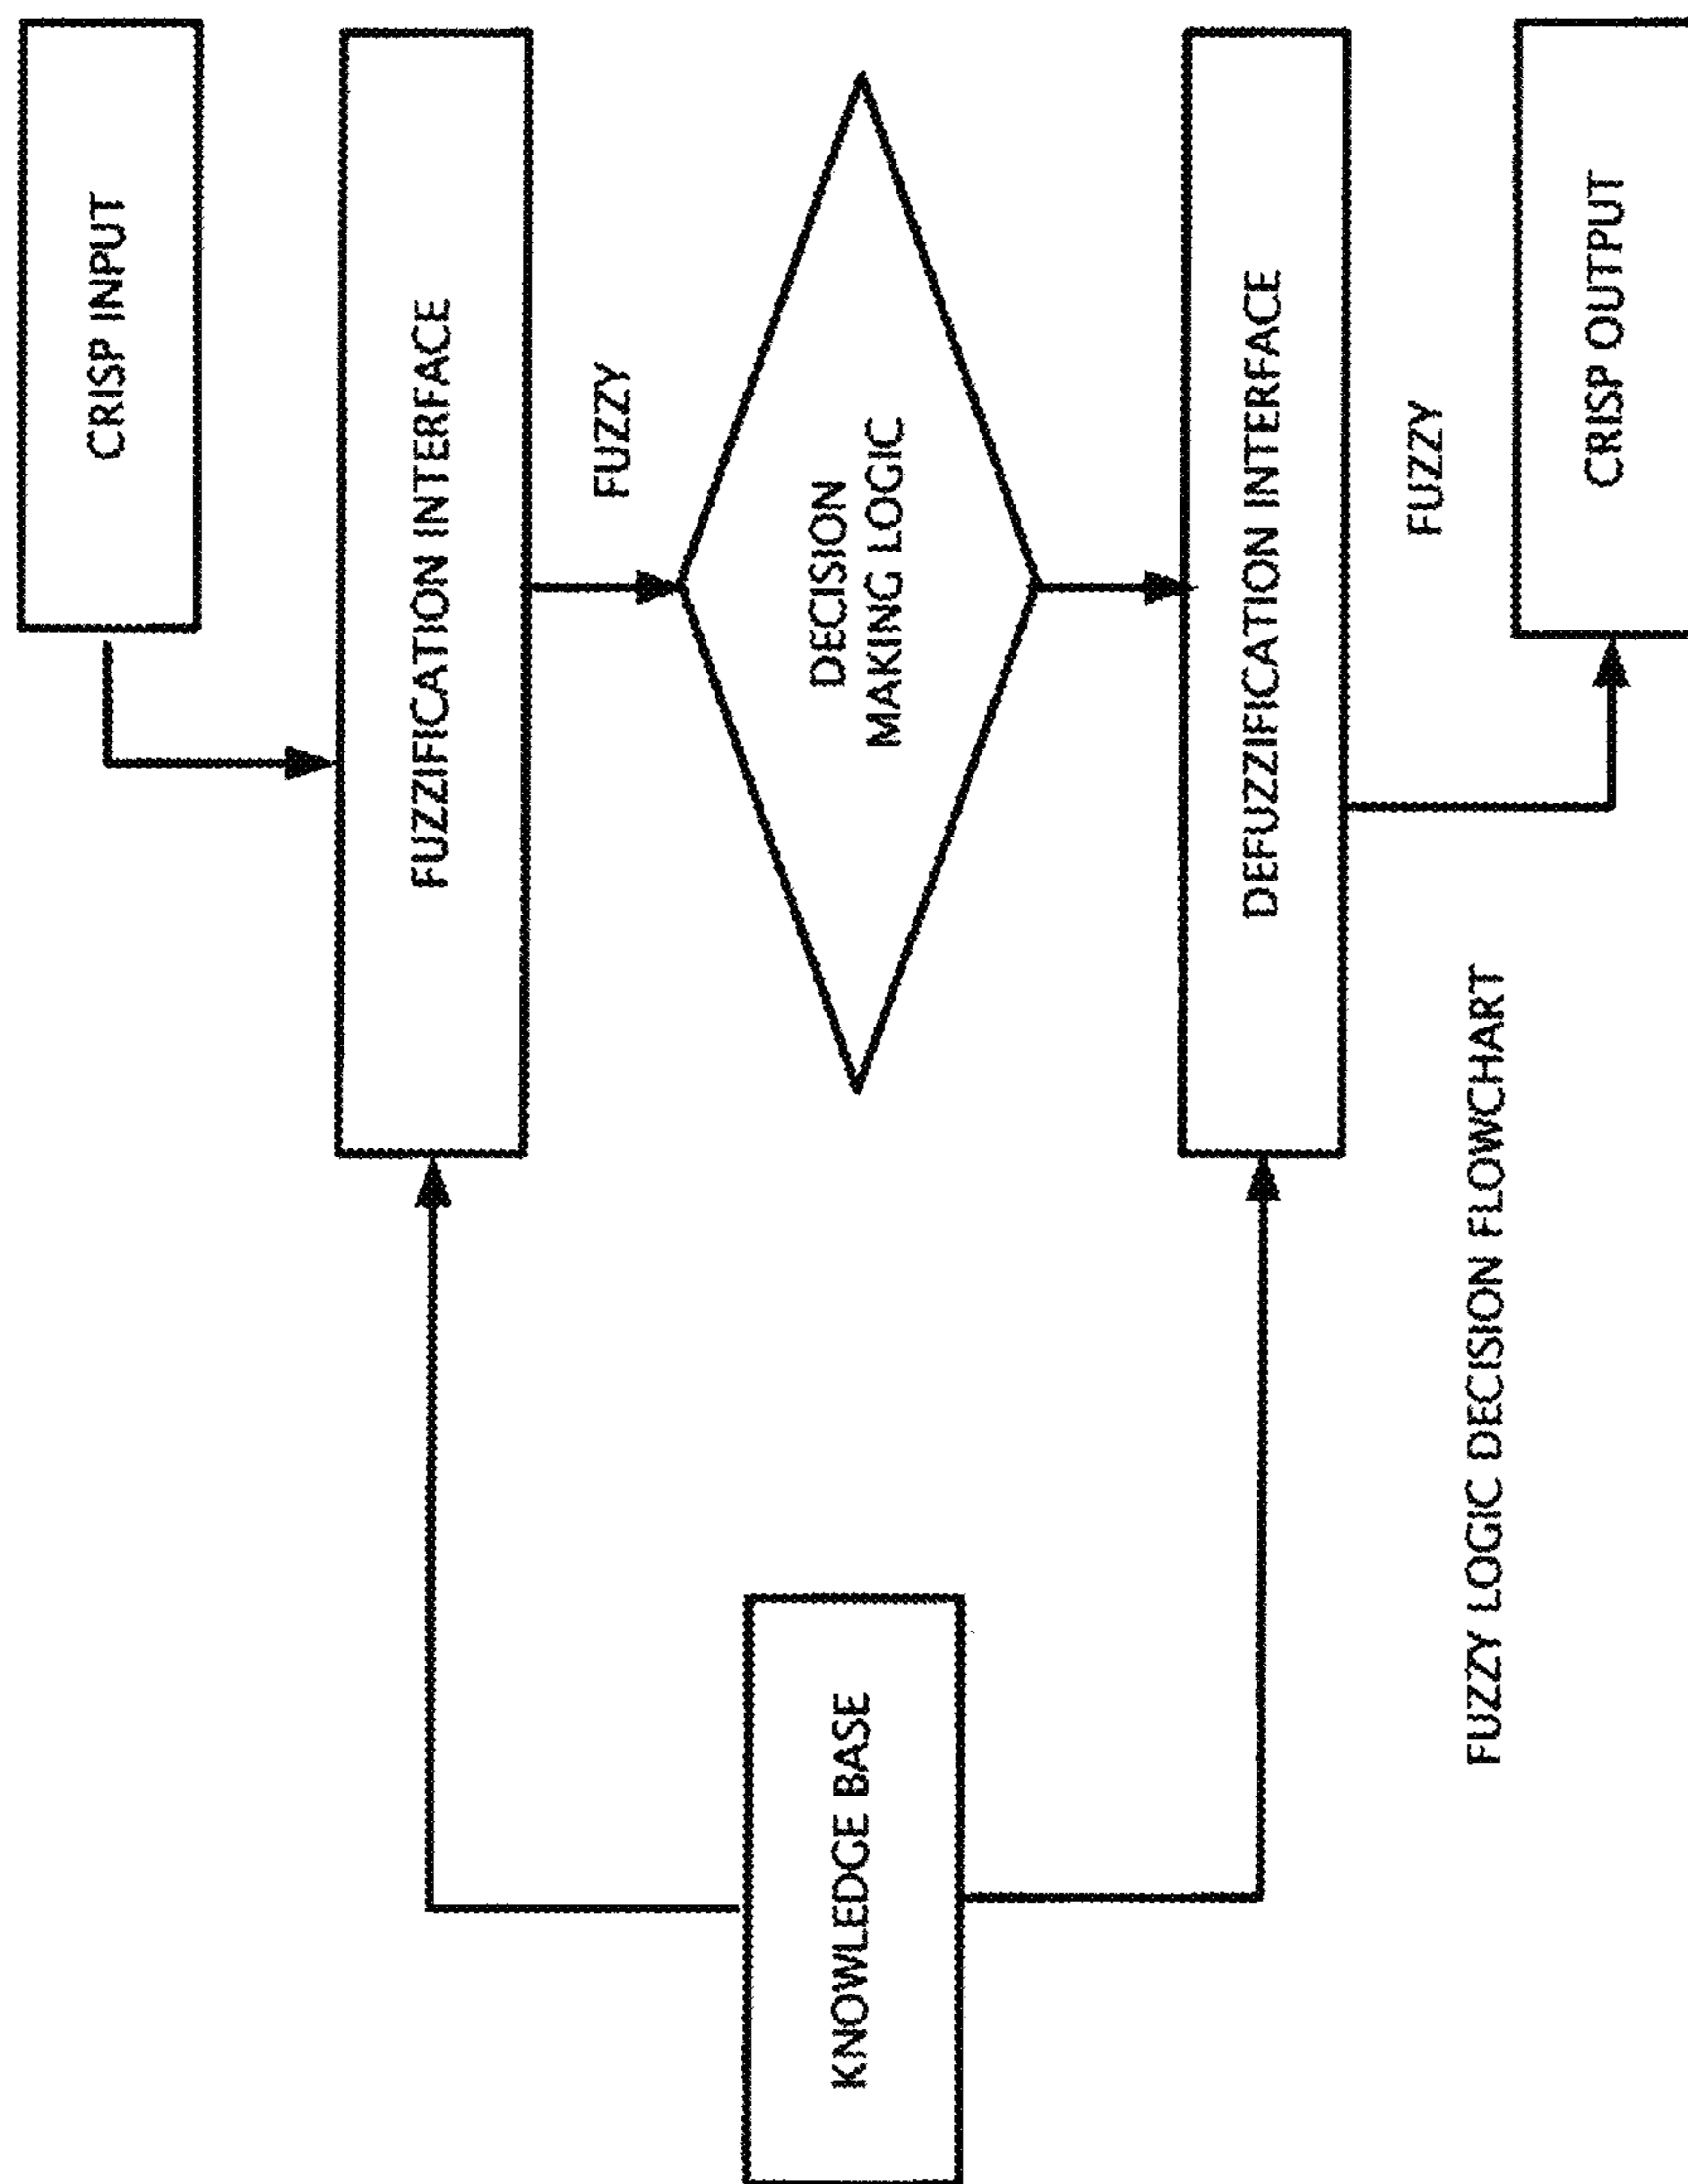 CRISP INPUT
FUZZIFICATION INTERFACE
FUZZY
DECISION
MAKING LOGIC
DEFUZZIFICATION INTERFACE
FUZZY
CRISP OUTPUT
KNOWLEDGE BASE
FUZZY LOGIC DECISION FLOWCHART